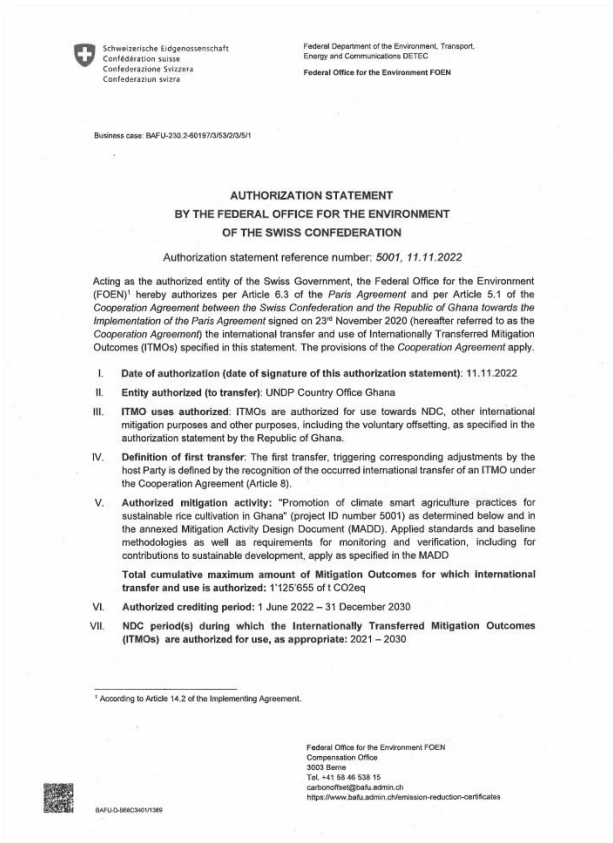 Schweizerische Eidgenossenschaft
Confédération suisse
Confederazione Svizzera
Confederaziun svizra
Federal Department of the Environment, Transport,
Energy and Communications DETEC
Federal Office for the Environment FOEN
Business case: BAFU-230.2-60197/3/53/2/3/5/1
AUTHORIZATION STATEMENT
BY THE FEDERAL OFFICE FOR THE ENVIRONMENT
OF THE SWISS CONFEDERATION
Authorization statement reference number: 5001, 11.11.2022
Acting as the authorized entity of the Swiss Government, the Federal Office for the Environment
(FOEN)¹ hereby authorizes per Article 6.3 of the Paris Agreement and per Article 5.1 of the
Cooperation Agreement between the Swiss Confederation and the Republic of Ghana towards the
Implementation of the Paris Agreement signed on 23rd November 2020 (hereafter referred to as the
Cooperation Agreement) the international transfer and use of Internationally Transferred Mitigation
Outcomes (ITMOs) specified in this statement. The provisions of the Cooperation Agreement apply.
I. Date of authorization (date of signature of this authorization statement): 11.11.2022
II. Entity authorized (to transfer): UNDP Country Office Ghana
III. ITMO uses authorized: ITMOs are authorized for use towards NDC, other international
mitigation purposes and other purposes, including the voluntary offsetting, as specified in the
authorization statement by the Republic of Ghana.
IV. Definition of first transfer: The first transfer, triggering corresponding adjustments by the
host Party is defined by the recognition of the occurred international transfer of an ITMO under
the Cooperation Agreement (Article 8).
V. Authorized mitigation activity: "Promotion of climate smart agriculture practices for
sustainable rice cultivation in Ghana" (project ID number 5001) as determined below and in
the annexed Mitigation Activity Design Document (MADD). Applied standards and baseline
methodologies as well as requirements for monitoring and verification, including for
contributions to sustainable development, apply as specified in the MADD
Total cumulative maximum amount of Mitigation Outcomes for which international
transfer and use is authorized: 1'125'655 of t CO2eq
VI. Authorized crediting period: 1 June 2022 – 31 December 2030
VII. NDC period(s) during which the Internationally Transferred Mitigation Outcomes
(ITMOs) are authorized for use, as appropriate: 2021 – 2030
¹ According to Article 14.2 of the Implementing Agreement.
Federal Office for the Environment FOEN
Compensation Office
3003 Berne
Tel. +41 58 46 538 15
carbonoffset@bafu.admin.ch
https://www.bafu.admin.ch/emission-reduction-certificates
BAFU-D-B68C3401/1389